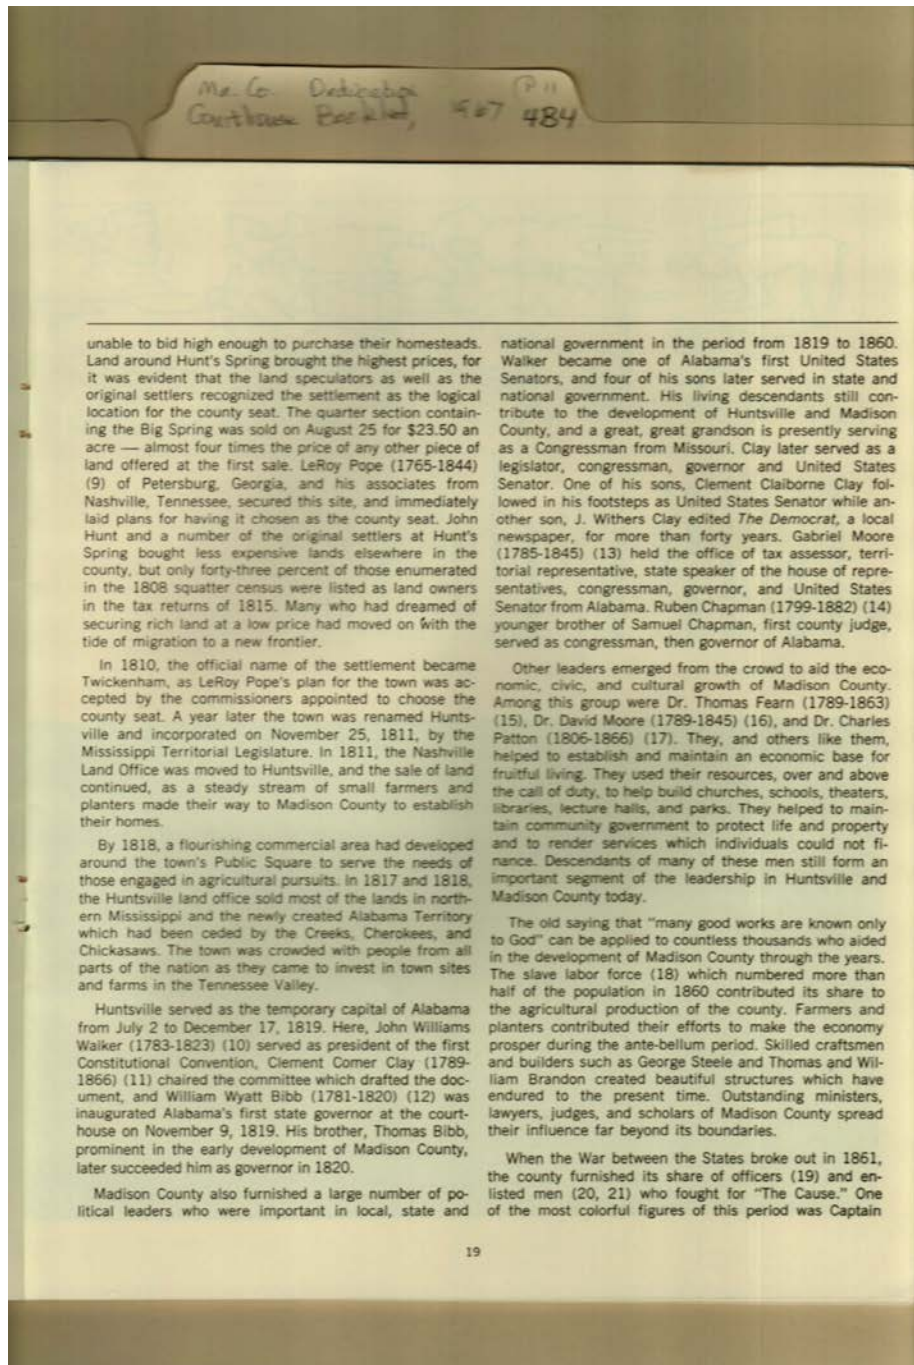 Ma. Co. Dedication P 11
Courthouse Booklet, 1967 484
unable to bid high enough to purchase their homesteads.
Land around Hunt's Spring brought the highest prices, for
it was evident that the land speculators as well as the
original settlers recognized the settlement as the logical
location for the county seat. The quarter section contain-
ing the Big Spring was sold on August 25 for $23.50 an
acre — almost four times the price of any other piece of
land offered at the first sale. LeRoy Pope (1765-1844)
(9) of Petersburg, Georgia, and his associates from
Nashville, Tennessee, secured this site, and immediately
laid plans for having it chosen as the county seat. John
Hunt and a number of the original settlers at Hunt's
Spring bought less expensive lands elsewhere in the
county, but only forty-three percent of those enumerated
in the 1808 squatter census were listed as land owners
in the tax returns of 1815. Many who had dreamed of
securing rich land at a low price had moved on with the
tide of migration to a new frontier.
In 1810, the official name of the settlement became
Twickenham, as LeRoy Pope's plan for the town was ac-
cepted by the commissioners appointed to choose the
county seat. A year later the town was renamed Hunts-
ville and incorporated on November 25, 1811, by the
Mississippi Territorial Legislature. In 1811, the Nashville
Land Office was moved to Huntsville, and the sale of land
continued, as a steady stream of small farmers and
planters made their way to Madison County to establish
their homes.
By 1818, a flourishing commercial area had developed
around the town's Public Square to serve the needs of
those engaged in agricultural pursuits. In 1817 and 1818,
the Huntsville land office sold most of the lands in north-
ern Mississippi and the newly created Alabama Territory
which had been ceded by the Creeks, Cherokees, and
Chickasaws. The town was crowded with people from all
parts of the nation as they came to invest in town sites
and farms in the Tennessee Valley.
Huntsville served as the temporary capital of Alabama
from July 2 to December 17, 1819. Here, John Williams
Walker (1783-1823) (10) served as president of the first
Constitutional Convention, Clement Comer Clay (1789-
1866) (11) chaired the committee which drafted the doc-
ument, and William Wyatt Bibb (1781-1820) (12) was
inaugurated Alabama's first state governor at the court-
house on November 9, 1819. His brother, Thomas Bibb,
prominent in the early development of Madison County,
later succeeded him as governor in 1820.
Madison County also furnished a large number of po-
litical leaders who were important in local, state and
national government in the period from 1819 to 1860.
Walker became one of Alabama's first United States
Senators, and four of his sons later served in state and
national government. His living descendants still con-
tribute to the development of Huntsville and Madison
County, and a great, great grandson is presently serving
as a Congressman from Missouri. Clay later served as a
legislator, congressman, governor and United States
Senator. One of his sons, Clement Claiborne Clay fol-
lowed in his footsteps as United States Senator while an-
other son, J. Withers Clay edited The Democrat, a local
newspaper, for more than forty years. Gabriel Moore
(1785-1845) (13) held the office of tax assessor, terri-
torial representative, state speaker of the house of repre-
sentatives, congressman, governor, and United States
Senator from Alabama. Ruben Chapman (1799-1882) (14)
younger brother of Samuel Chapman, first county judge,
served as congressman, then governor of Alabama.
Other leaders emerged from the crowd to aid the eco-
nomic, civic, and cultural growth of Madison County.
Among this group were Dr. Thomas Fearn (1789-1863)
(15), Dr. David Moore (1789-1845) (16), and Dr. Charles
Patton (1806-1866) (17). They, and others like them,
helped to establish and maintain an economic base for
fruitful living. They used their resources, over and above
the call of duty, to help build churches, schools, theaters,
libraries, lecture halls, and parks. They helped to main-
tain community government to protect life and property
and to render services which individuals could not fi-
nance. Descendants of many of these men still form an
important segment of the leadership in Huntsville and
Madison County today.
The old saying that "many good works are known only
to God" can be applied to countless thousands who aided
in the development of Madison County through the years.
The slave labor force (18) which numbered more than
half of the population in 1860 contributed its share to
the agricultural production of the county. Farmers and
planters contributed their efforts to make the economy
prosper during the ante-bellum period. Skilled craftsmen
and builders such as George Steele and Thomas and Wil-
liam Brandon created beautiful structures which have
endured to the present time. Outstanding ministers,
lawyers, judges, and scholars of Madison County spread
their influence far beyond its boundaries.
When the War between the States broke out in 1861,
the county furnished its share of officers (19) and en-
listed men (20, 21) who fought for "The Cause." One
of the most colorful figures of this period was Captain
19